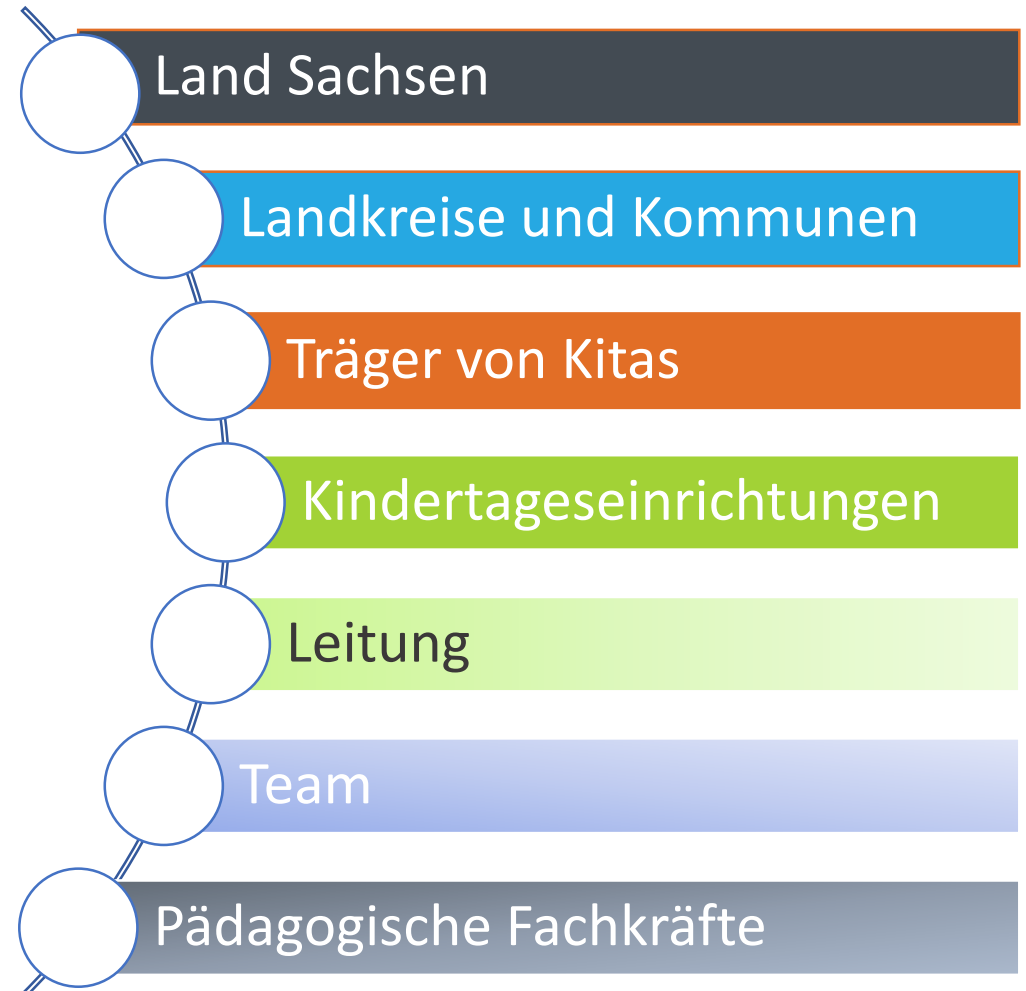 Land Sachsen
Landkreise und Kommunen
Träger von Kitas
Kindertageseinrichtungen
Leitung
Team
Pädagogische Fachkräfte